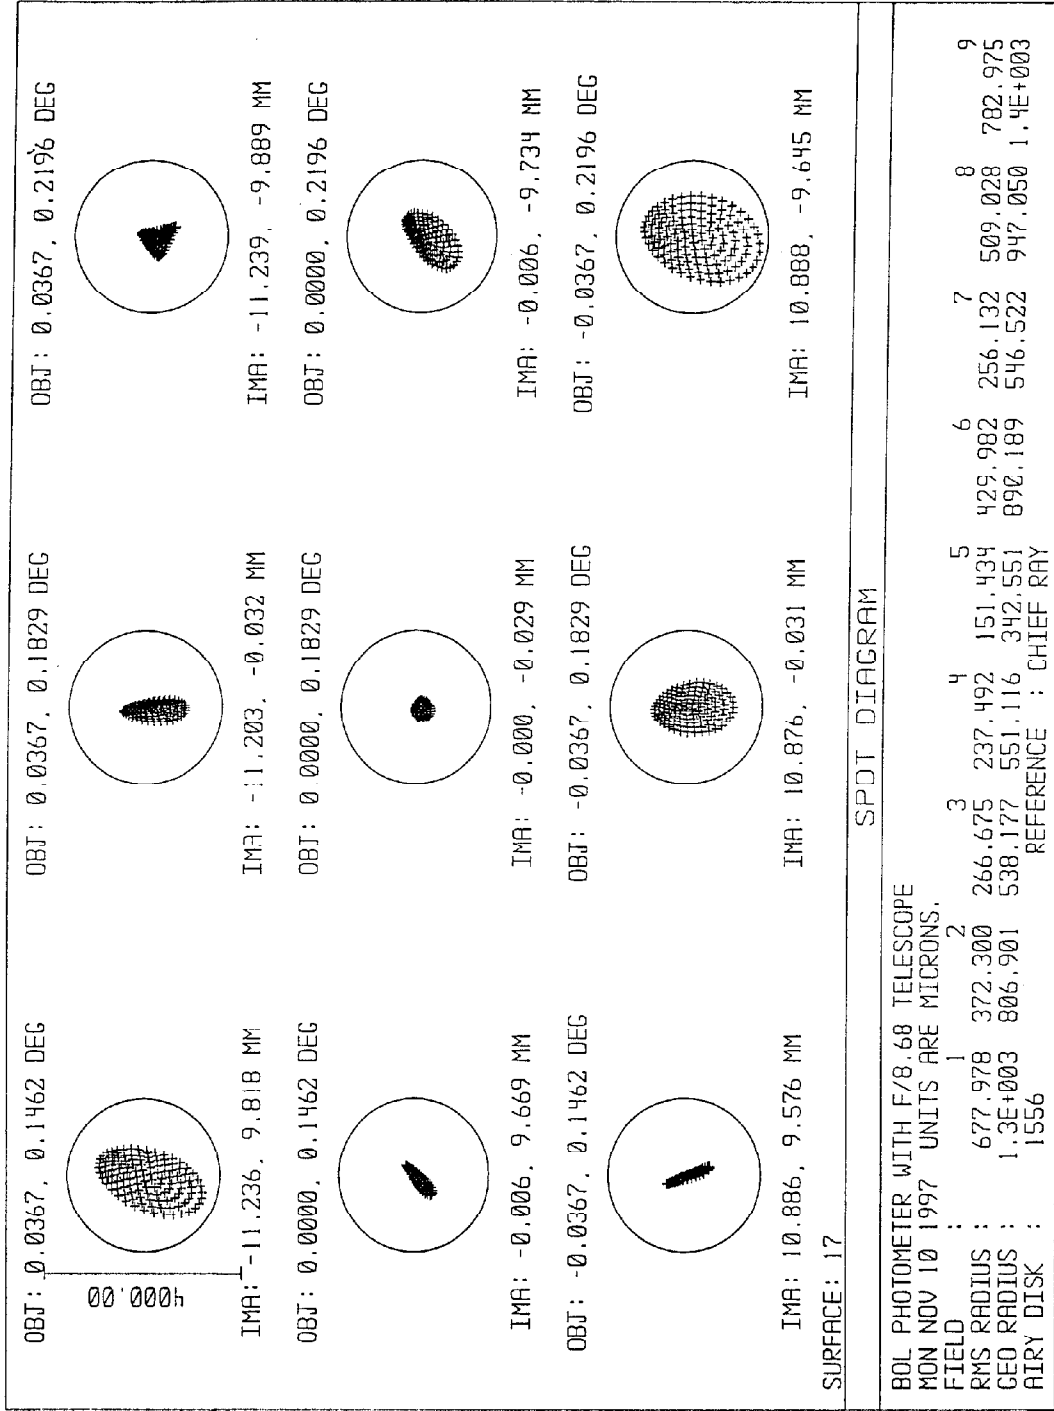 OBJ: 0.0367, 0.1462 DEG
OBJ: 0.0367, 0.1829 DEG
OBJ: 0.0367, 0.2196 DEG
4000.00
IMA: -11.236, 9.818 MM
IMA: -11.203, -0.032 MM
IMA: -11.239, -9.889 MM
OBJ: 0.0000, 0.1462 DEG
OBJ: 0.0000, 0.1829 DEG
OBJ: 0.0000, 0.2196 DEG
IMA: -0.006, 9.669 MM
IMA: -0.000, -0.029 MM
IMA: -0.006, -9.734 MM
OBJ: -0.0367, 0.1462 DEG
OBJ: -0.0367, 0.1829 DEG
OBJ: -0.0367, 0.2196 DEG
IMA: 10.886, 9.576 MM
IMA: 10.876, -0.031 MM
IMA: 10.888, -9.645 MM
SURFACE: 17
SPOT DIAGRAM
BOL PHOTOMETER WITH F/8.68 TELESCOPE
MON NOV 10 1997 UNITS ARE MICRONS.
FIELD : 1 2 3 4 5 6 7 8 9
RMS RADIUS : 677.978 372.300 266.675 237.492 151.434 429.982 256.132 509.028 782.975
GEO RADIUS : 1.3E+003 806.901 538.177 551.116 342.551 890.189 546.522 947.050 1.4E+003
AIRY DISK : 1556 REFERENCE : CHIEF RAY